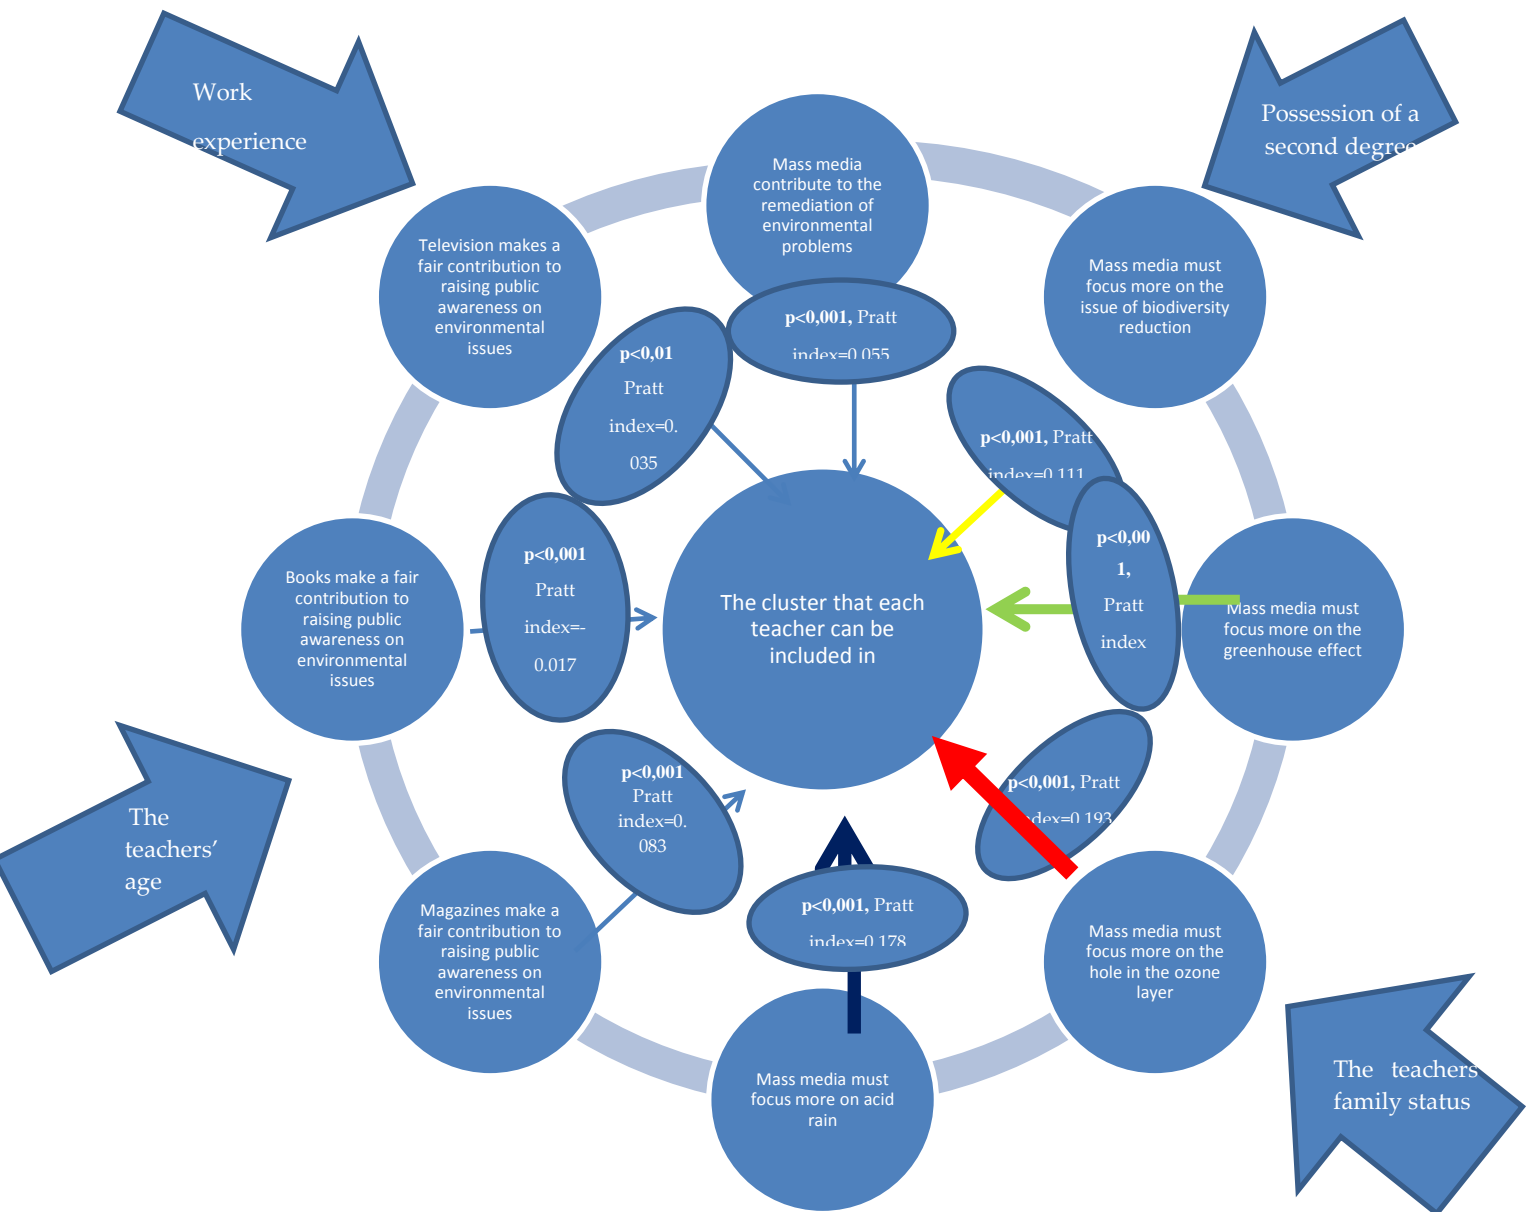 Work
experience
Possession of a
second degree
Mass media
contribute to the
remediation of
environmental
problems
Television makes a
fair contribution to
raising public
awareness on
environmental
issues
Mass media must
focus more on the
issue of biodiversity
reduction
p<0,001, Pratt
index=0.055
p<0,01
Pratt
index=0.
035
p<0,001, Pratt
index=0.111
p<0,00
1,
Pratt
index
p<0,001
Pratt
index=-
0.017
Books make a fair
contribution to
raising public
awareness on
environmental
issues
The cluster that each
teacher can be
included in
Mass media must
focus more on the
greenhouse effect
p<0,001
Pratt
index=0.
083
p<0,001, Pratt
index=0.193
The
teachers’
age
p<0,001, Pratt
index=0.178
Magazines make a
fair contribution to
raising public
awareness on
environmental
issues
Mass media must
focus more on the
hole in the ozone
layer
Mass media must
focus more on acid
rain
The teachers
family status